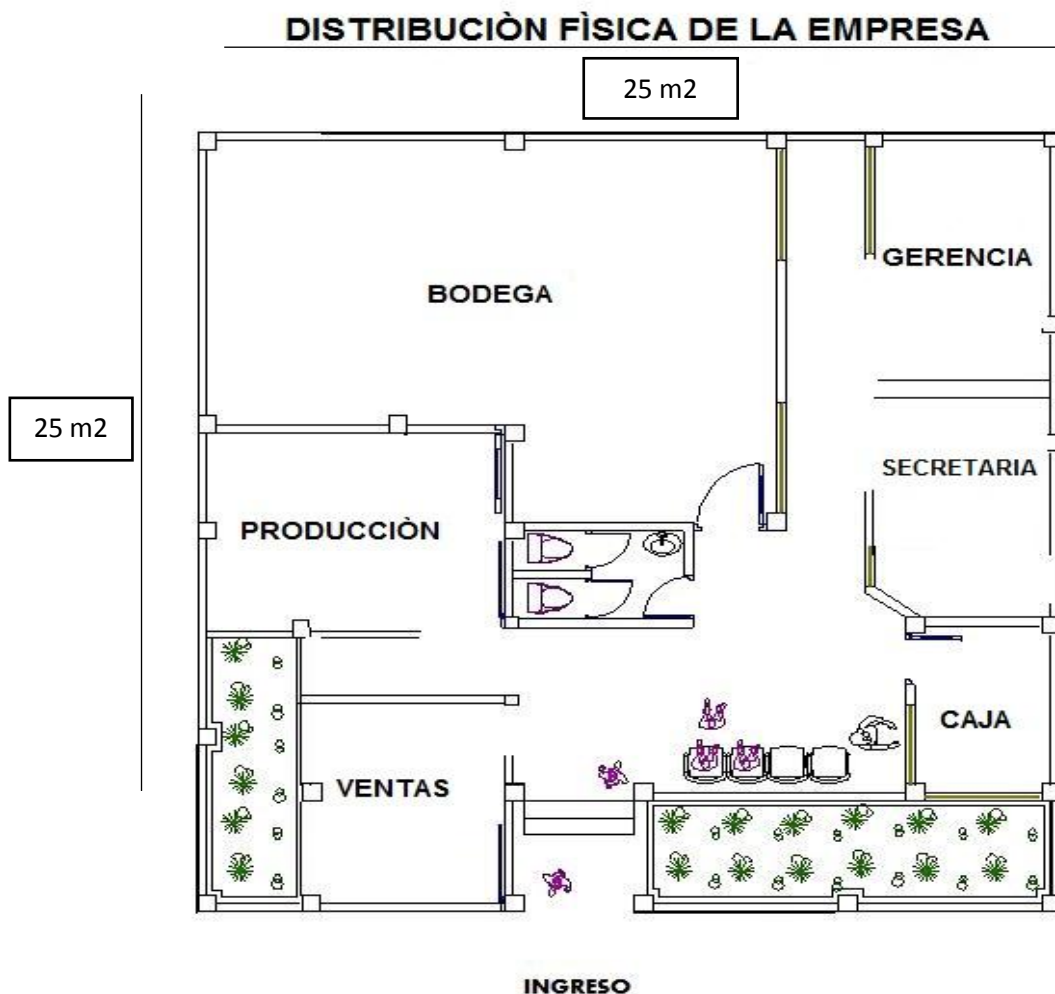 DISTRIBUCIÒN FÌSICA DE LA EMPRESA
25 m2
GERENCIA
BODEGA
25 m2
SECRETARIA
PRODUCCIÒN
CAJA
VENTAS
INGRESO